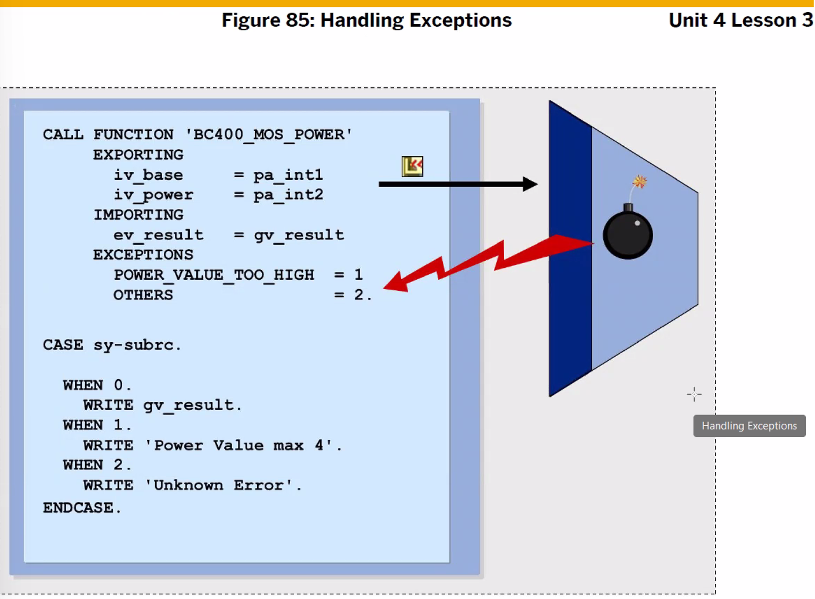 Figure 85: Handling Exceptions
Unit 4 Lesson 3
CALL FUNCTION 'BC400_MOS_POWER'
EXPORTING
iv_base = pa_int1
iv_power = pa_int2
IMPORTING
ev_result = gv_result
EXCEPTIONS
POWER_VALUE_TOO_HIGH = 1
OTHERS = 2.
CASE sy-subrc.
WHEN 0.
WRITE gv_result.
WHEN 1.
WRITE 'Power Value max 4'.
WHEN 2.
WRITE 'Unknown Error'.
ENDCASE.
Handling Exceptions